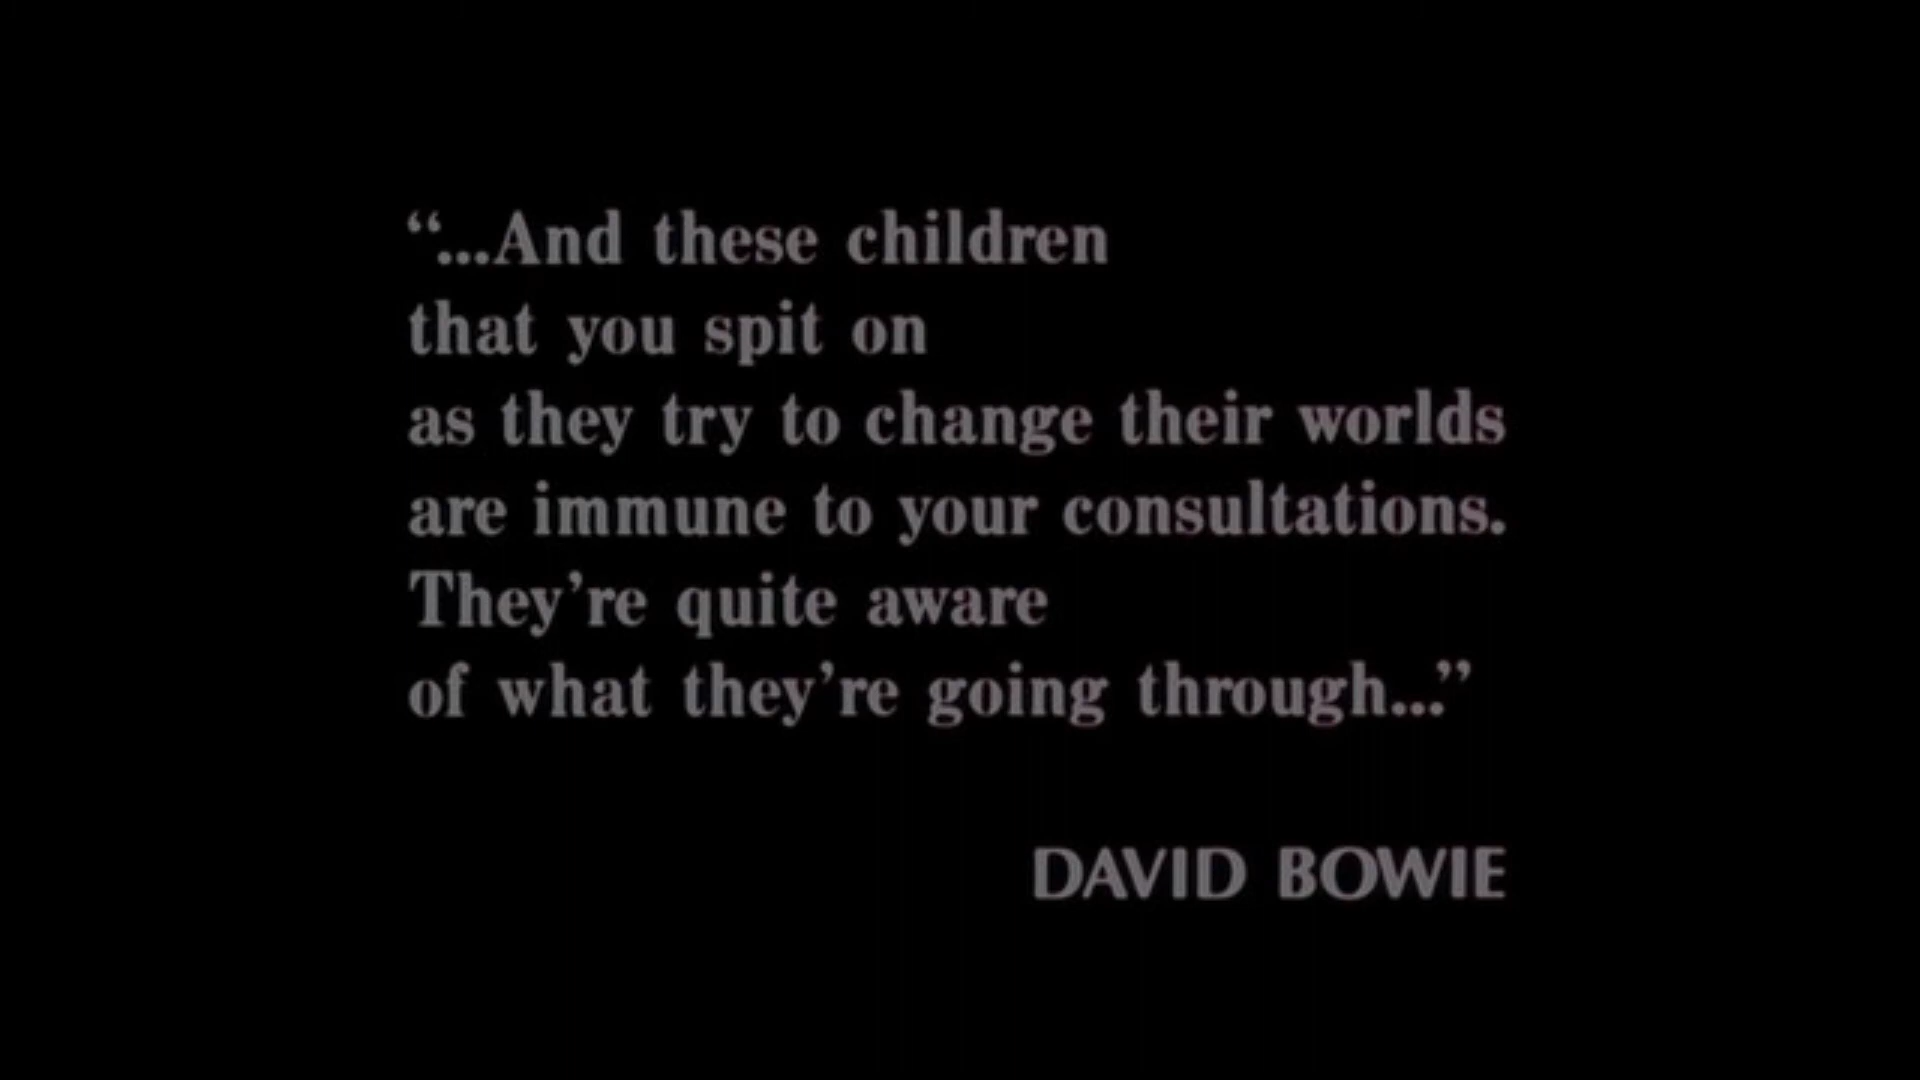 “...And these children
that you spit on
as they try to change their worlds
are immune to your consultations.
They’re quite aware
of what they’re going through...”
DAVID BOWIE